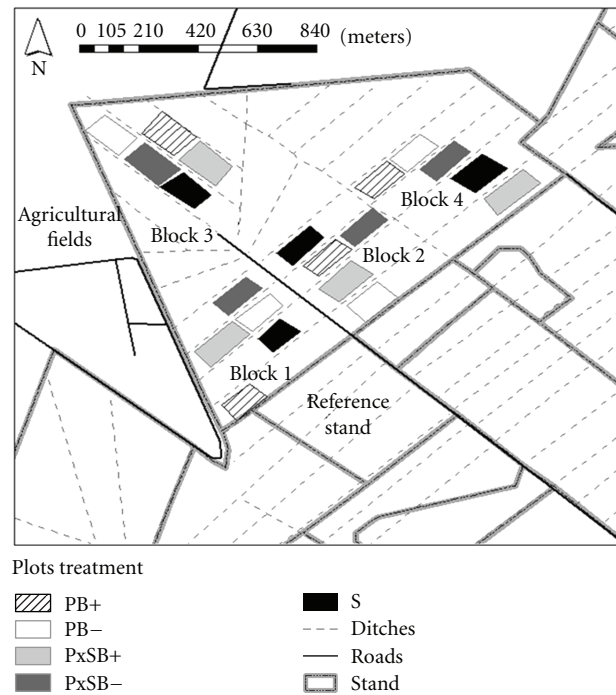 0 105 210 420 630 840 (meters)
N
Agricultural
fields
Block 3
Block 4
Block 2
Block 1
Reference
stand
Plots treatment
PB+
PB−
PxSB+
PxSB−
S
Ditches
Roads
Stand